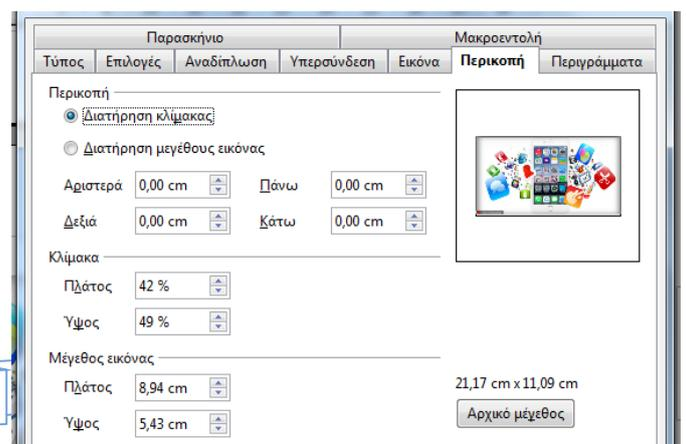 Παρασκήνιο Μακροεντολή
Τύπος Επιλογές Αναδίπλωση Υπερσύνδεση Εικόνα Περικοπή Περιγράμματα
Περικοπή
Διατήρηση κλίμακας
Διατήρηση μεγέθους εικόνας
Αριστερά 0,00 cm Πάνω 0,00 cm
Δεξιά 0,00 cm Κάτω 0,00 cm
Κλίμακα
Πλάτος 42 %
Ύψος 49 %
Μέγεθος εικόνας
Πλάτος 8,94 cm 21,17 cm x 11,09 cm
Ύψος 5,43 cm Αρχικό μέγεθος